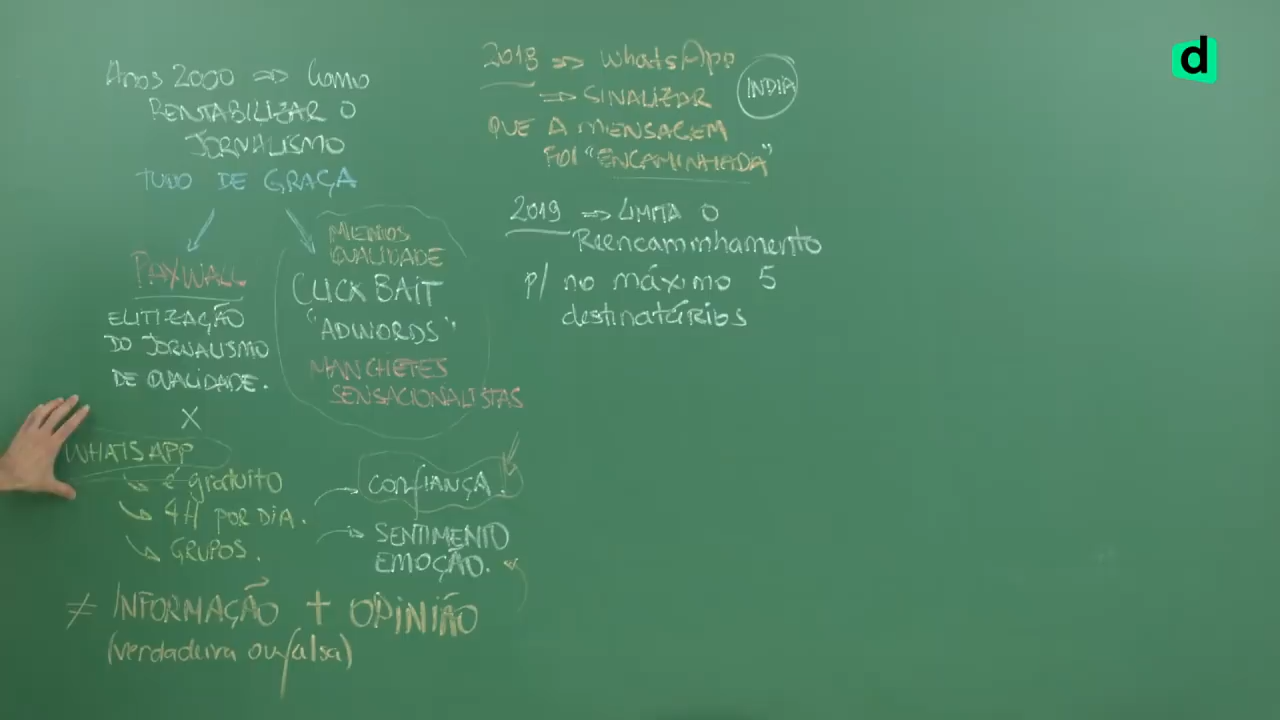 Anos 2000 => Como
RENTABILIZAR O
JORNALISMO
TUDO DE GRAÇA
PAYWALL
ELITIZAÇÃO
DO JORNALISMO
DE QUALIDADE.
X
WHATSAPP
é gratuito
4H POR DIA.
GRUPOS.
MENOS
QUALIDADE
CLICK BAIT
"ADWORDS"
MANCHETES
SENSACIONALISTAS
CONFIANÇA.
SENTIMENTO
EMOÇÃO.
≠ INFORMAÇÃO + OPINIÃO
(verdadeira ou falsa)
2018 => WhatsApp
=> SINALIZAR
INDIA
QUE A MENSAGEM
FOI "ENCAMINHADA"
2019 => LIMITA O
Reencaminhamento
p/ no máximo 5
destinatários
d